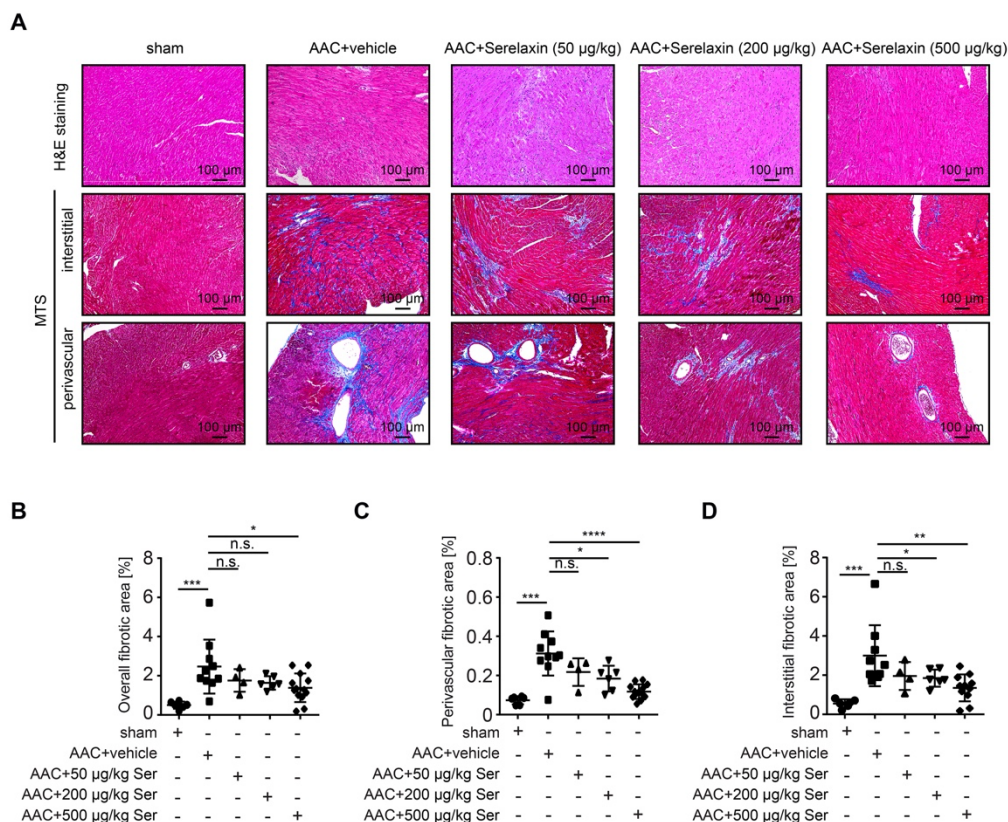 A
sham
AAC+vehicle
AAC+Serelaxin (50 µg/kg)
AAC+Serelaxin (200 µg/kg)
AAC+Serelaxin (500 µg/kg)
H&E staining
100 µm
100 µm
100 µm
100 µm
100 µm
MTS
interstitial
100 µm
100 µm
100 µm
100 µm
100 µm
perivascular
100 µm
100 µm
100 µm
100 µm
100 µm
B
Overall fibrotic area [%]
8
6
4
2
0
*
n.s.
n.s.
***
sham + - - - -
AAC+vehicle - + - - -
AAC+50 µg/kg Ser - - + - -
AAC+200 µg/kg Ser - - - + -
AAC+500 µg/kg Ser - - - - +
C
Perivascular fibrotic area [%]
0.8
0.6
0.4
0.2
0
****
*
n.s.
***
sham + - - - -
AAC+vehicle - + - - -
AAC+50 µg/kg Ser - - + - -
AAC+200 µg/kg Ser - - - + -
AAC+500 µg/kg Ser - - - - +
D
Interstitial fibrotic area [%]
8
6
4
2
0
**
*
n.s.
***
sham + - - - -
AAC+vehicle - + - - -
AAC+50 µg/kg Ser - - + - -
AAC+200 µg/kg Ser - - - + -
AAC+500 µg/kg Ser - - - - +